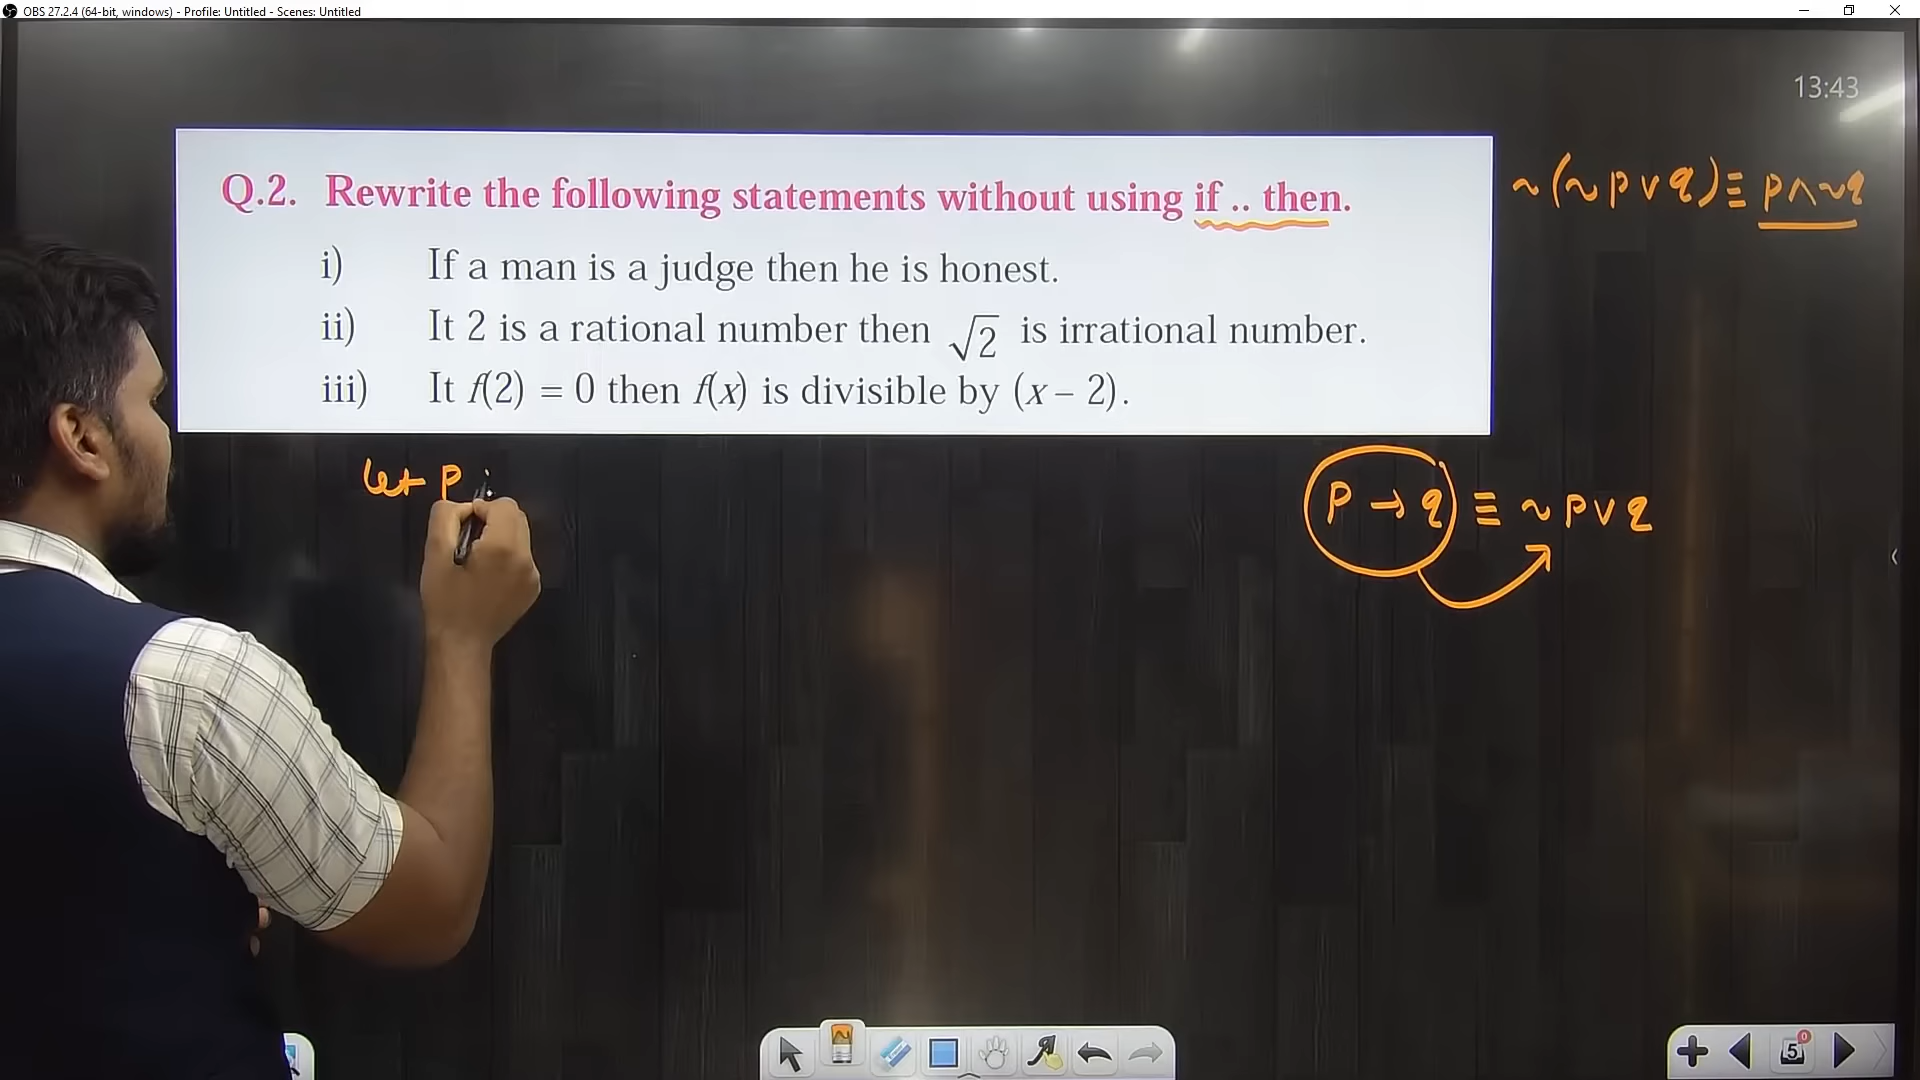 OBS 27.2.4 (64-bit, windows) - Profile: Untitled - Scenes: Untitled
13:43
Q.2. Rewrite the following statements without using if .. then.
~(~p∨q)≡p∧~q
i) If a man is a judge then he is honest.
ii) It 2 is a rational number then √2 is irrational number.
iii) It f(2) = 0 then f(x) is divisible by (x – 2).
let p :
p → q ≡ ~p∨q
5
0